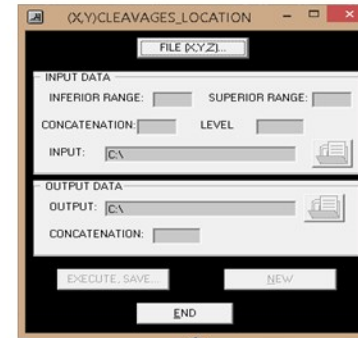 (X,Y)CLEAVAGES_LOCATION
FILE (X,Y,Z)...
INPUT DATA
INFERIOR RANGE: SUPERIOR RANGE:
CONCATENATION: LEVEL
INPUT: C:\
OUTPUT DATA
OUTPUT: C:\
CONCATENATION:
EXECUTE, SAVE... NEW
END